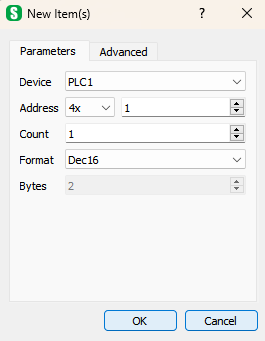 S New Item(s) ? X
Parameters Advanced
Device PLC1
Address 4x 1
Count 1
Format Dec16
Bytes 2
OK Cancel